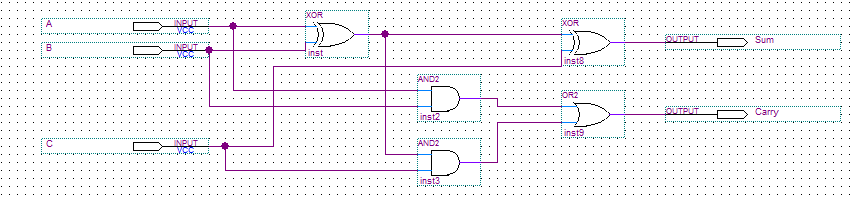 A INPUT VCC
B INPUT VCC
C INPUT VCC
XOR
inst
AND2
inst2
AND2
inst3
XOR
inst8
OR2
inst9
OUTPUT Sum
OUTPUT Carry